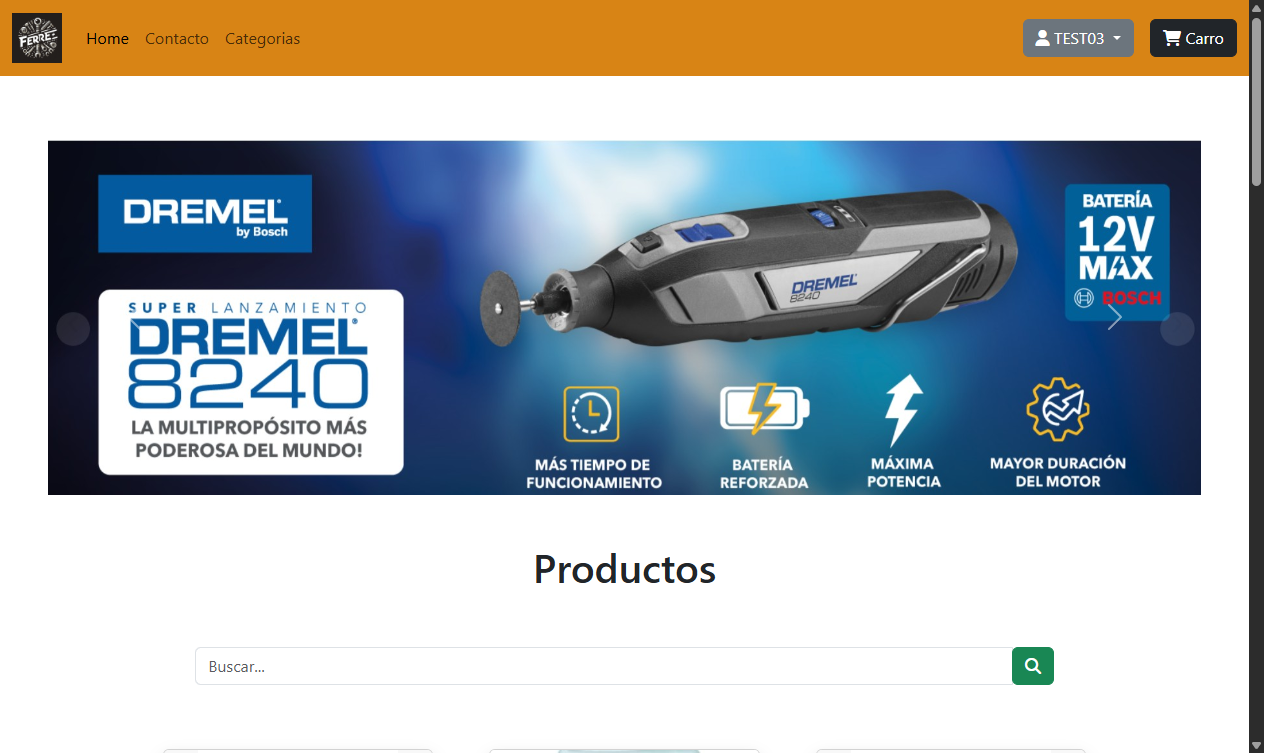 FERRET
Home
Contacto
Categorias
TEST03
Carro
DREMEL®
by Bosch
BATERÍA
12V
MAX
BOSCH
DREMEL®
8240
SUPER LANZAMIENTO
DREMEL®
8240
LA MULTIPROPÓSITO MÁS
PODEROSA DEL MUNDO!
MÁS TIEMPO DE
FUNCIONAMIENTO
BATERÍA
REFORZADA
MÁXIMA
POTENCIA
MAYOR DURACIÓN
DEL MOTOR
Productos
Buscar...